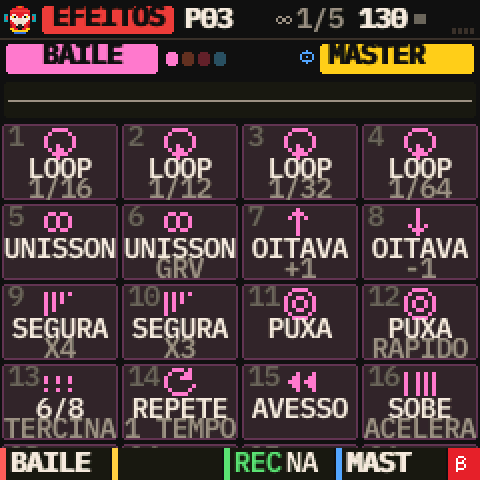 EFEITOS P03 ∞1/5 130
BAILE MASTER
1 2 3 4
LOOP LOOP LOOP LOOP
1/16 1/12 1/32 1/64
5 6 7 8
UNISSON UNISSON OITAVA OITAVA
GRV +1 -1
9 10 11 12
SEGURA SEGURA PUXA PUXA
X4 X3 RAPIDO
13 14 15 16
6/8 REPETE AVESSO SOBE
TERCINA 1 TEMPO ACELERA
BAILE REC NA MAST β